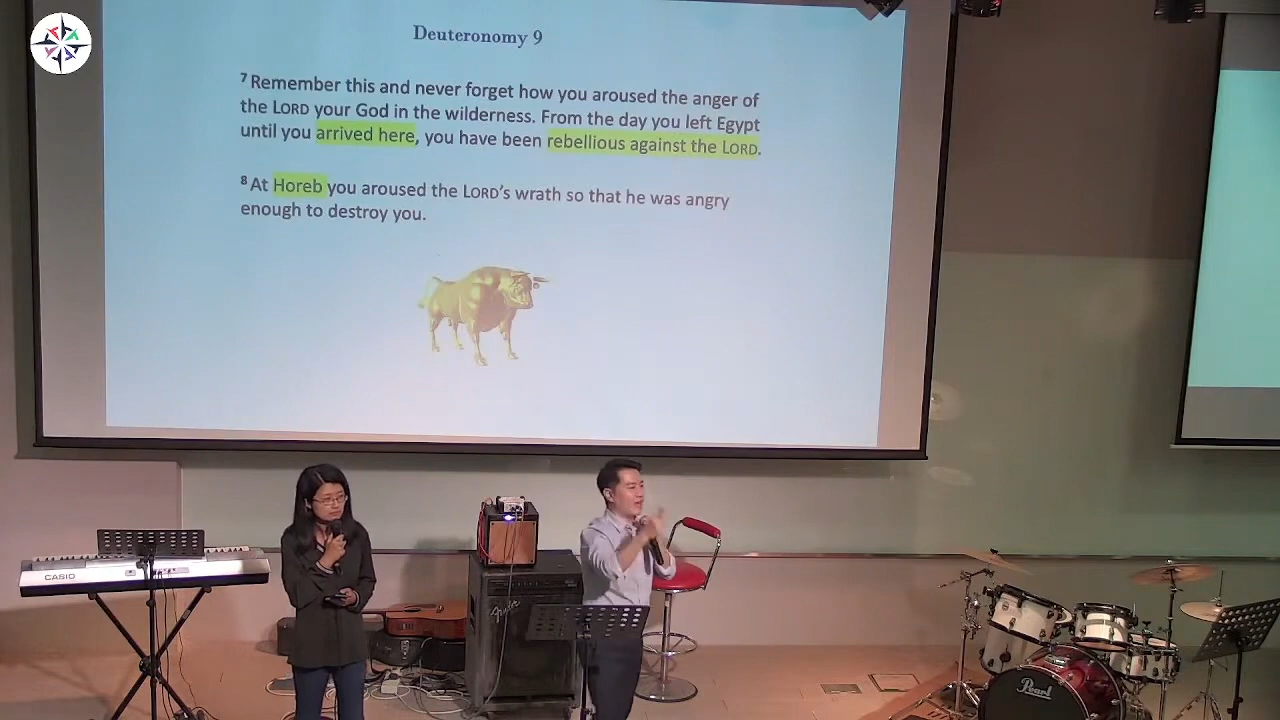 Deuteronomy 9
⁷ Remember this and never forget how you aroused the anger of
the LORD your God in the wilderness. From the day you left Egypt
until you arrived here, you have been rebellious against the LORD.
⁸ At Horeb you aroused the LORD's wrath so that he was angry
enough to destroy you.
CASIO
Pearl